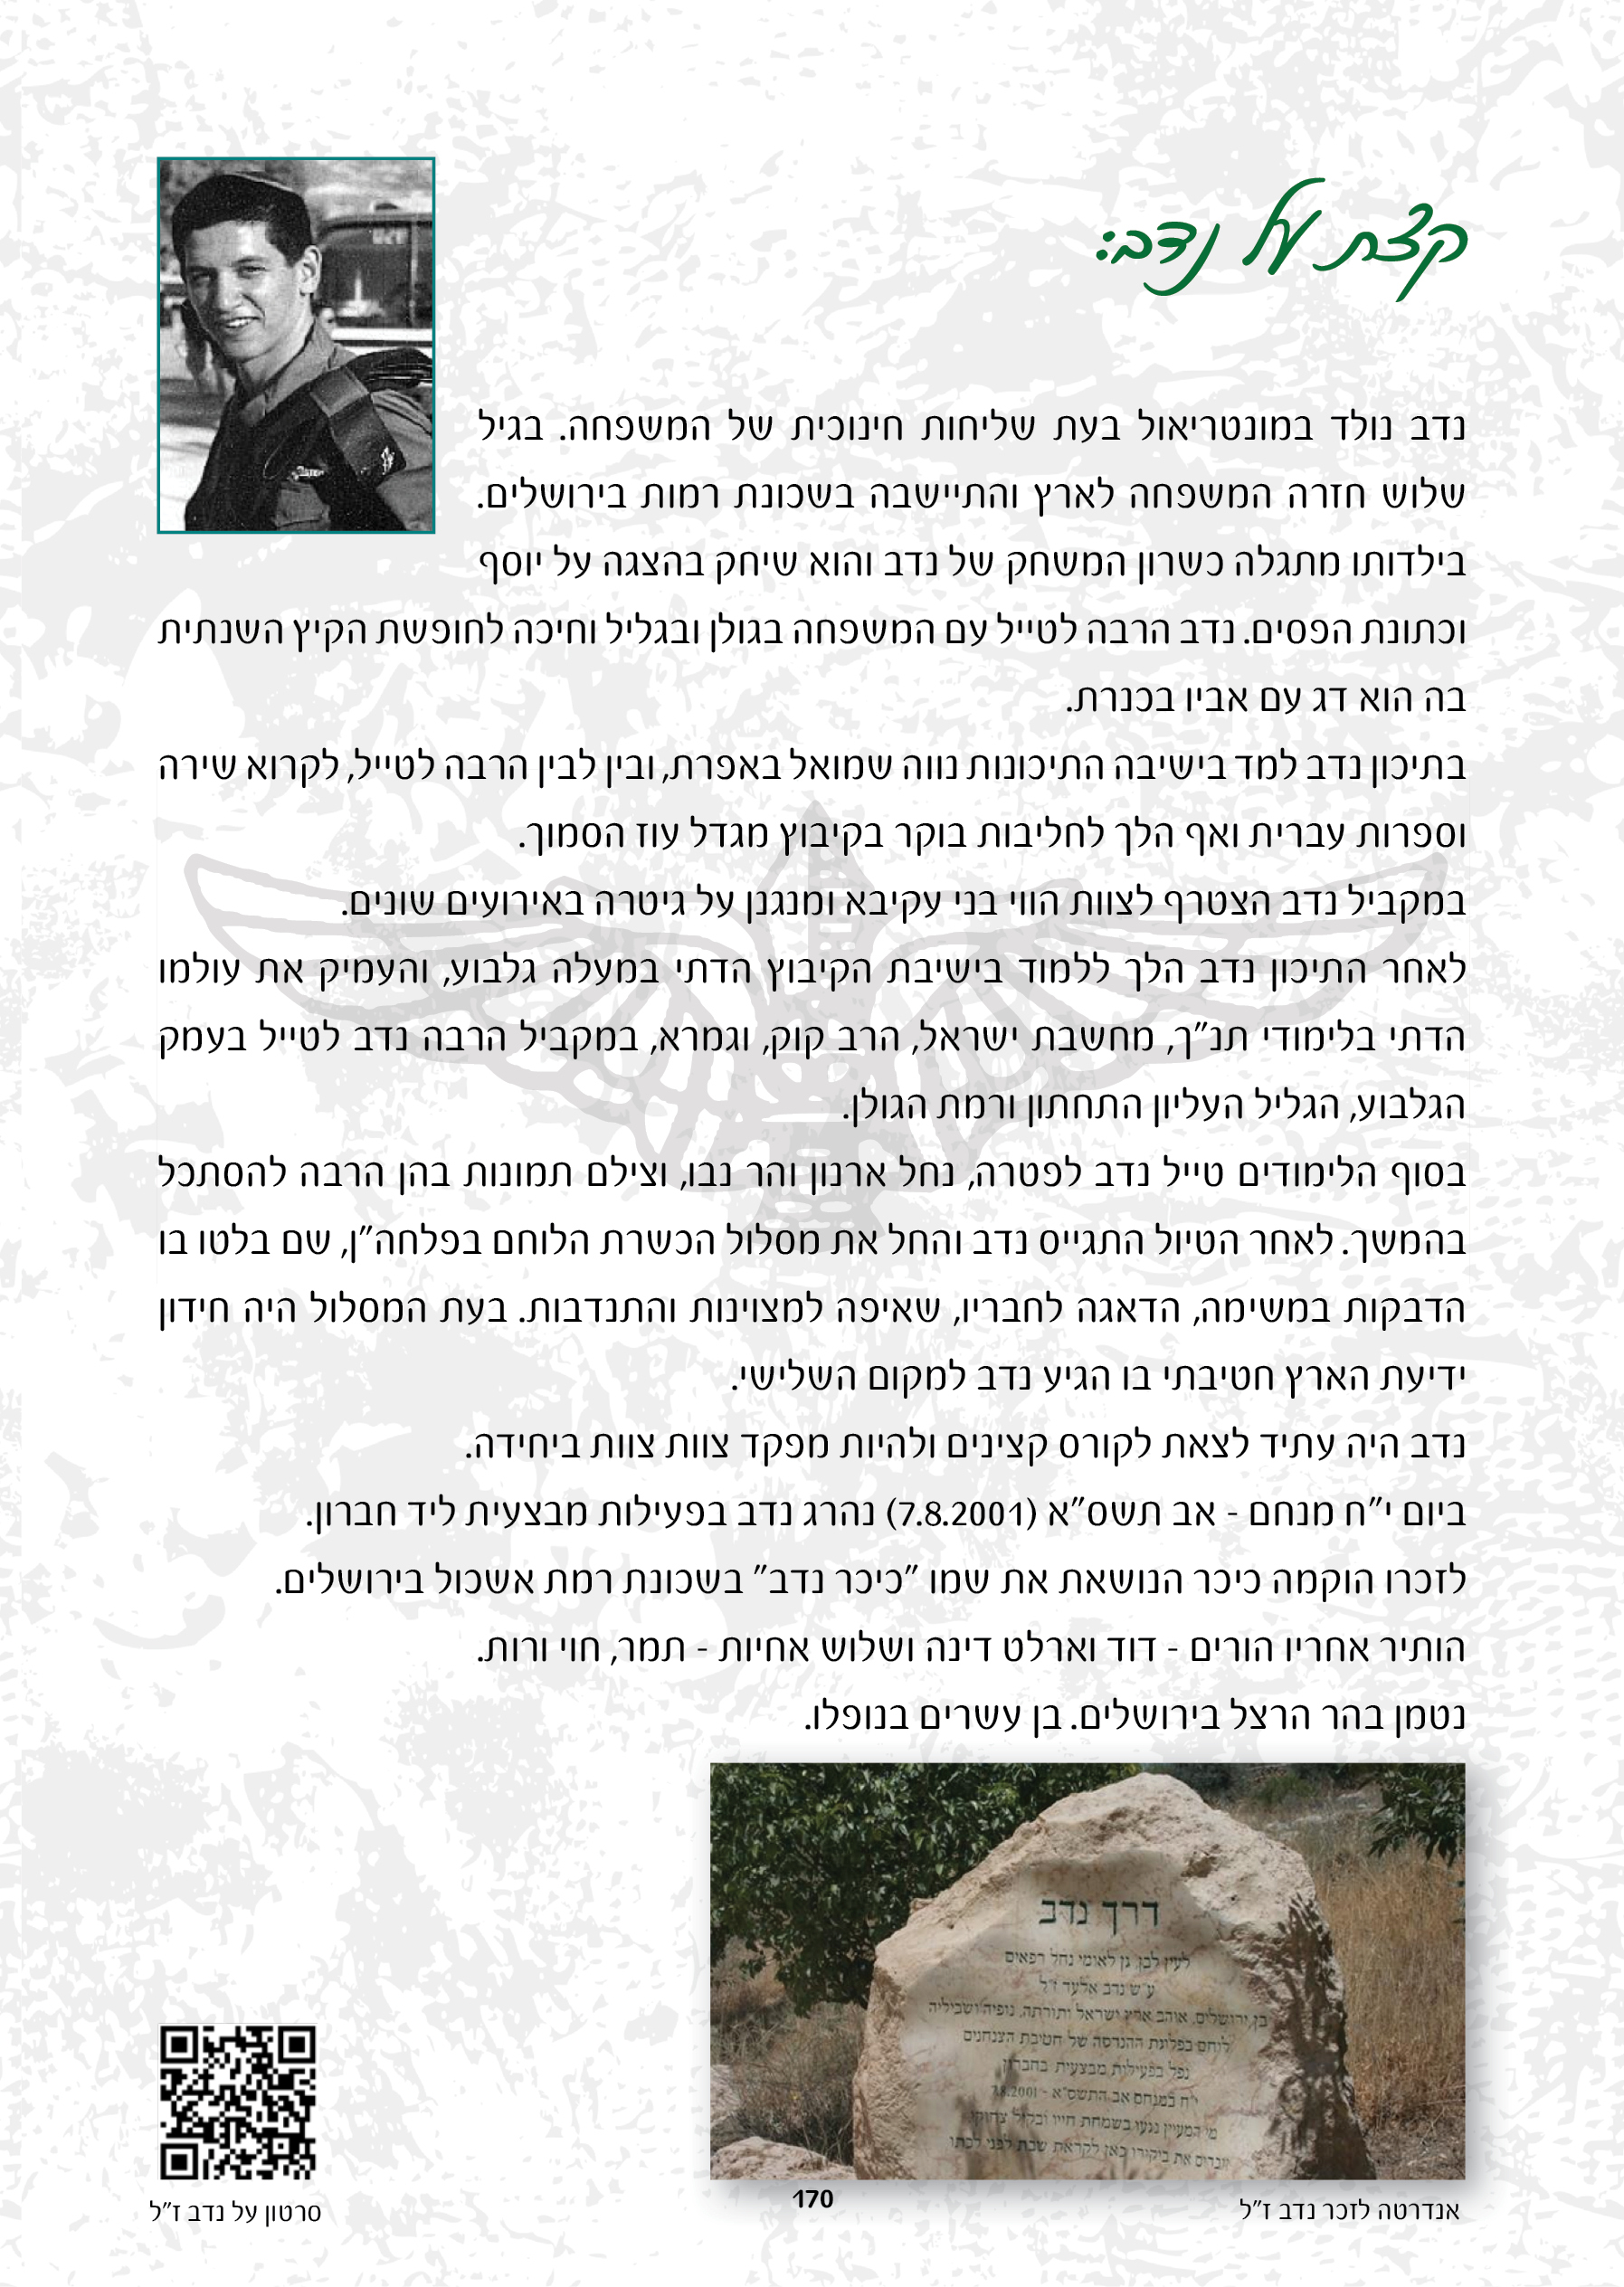 קצת על נדב:
נדב נולד במונטריאול בעת שליחות חינוכית של המשפחה. בגיל
שלוש חזרה המשפחה לארץ והתיישבה בשכונת רמות בירושלים.
בילדותו מתגלה כשרון המשחק של נדב והוא שיחק בהצגה על יוסף
וכתונת הפסים. נדב הרבה לטייל עם המשפחה בגולן ובגליל וחיכה לחופשת הקיץ השנתית
בה הוא דג עם אביו בכנרת.
בתיכון נדב למד בישיבה התיכונות נווה שמואל באפרת, ובין לבין הרבה לטייל, לקרוא שירה
וספרות עברית ואף הלך לחליבות בוקר בקיבוץ מגדל עוז הסמוך.
במקביל נדב הצטרף לצוות הווי בני עקיבא ומנגנן על גיטרה באירועים שונים.
לאחר התיכון נדב הלך ללמוד בישיבת הקיבוץ הדתי במעלה גלבוע, והעמיק את עולמו
הדתי בלימודי תנ"ך, מחשבת ישראל, הרב קוק, וגמרא, במקביל הרבה נדב לטייל בעמק
הגלבוע, הגליל העליון התחתון ורמת הגולן.
בסוף הלימודים טייל נדב לפטרה, נחל ארנון והר נבו, וצילם תמונות בהן הרבה להסתכל
בהמשך. לאחר הטיול התגייס נדב והחל את מסלול הכשרת הלוחם בפלחה"ן, שם בלטו בו
הדבקות במשימה, הדאגה לחבריו, שאיפה למצוינות והתנדבות. בעת המסלול היה חידון
ידיעת הארץ חטיבתי בו הגיע נדב למקום השלישי.
נדב היה עתיד לצאת לקורס קצינים ולהיות מפקד צוות צוות ביחידה.
ביום י"ח מנחם - אב תשס"א (7.8.2001) נהרג נדב בפעילות מבצעית ליד חברון.
לזכרו הוקמה כיכר הנושאת את שמו "כיכר נדב" בשכונת רמת אשכול בירושלים.
הותיר אחריו הורים - דוד וארלט דינה ושלוש אחיות - תמר, חוי ורות.
נטמן בהר הרצל בירושלים. בן עשרים בנופלו.
דרך נדב
לעין לבן, גן לאומי נחל רפאים
ע"ש נדב אלעד ז"ל
בן ירושלים, אוהב ארץ ישראל ותורתה, נופיה ושביליה
לוחם בפלוגת ההנדסה של חטיבת הצנחנים
נפל בפעילות מבצעית בחברון
י"ח במנחם אב התשס"א - 7.8.2001
מי המעיין נגעו בשמחת חייו ובקול צחוקו
את ביקורו כאן לקראת שבת לפני לכתו
אנדרטה לזכר נדב ז"ל
170
סרטון על נדב ז"ל